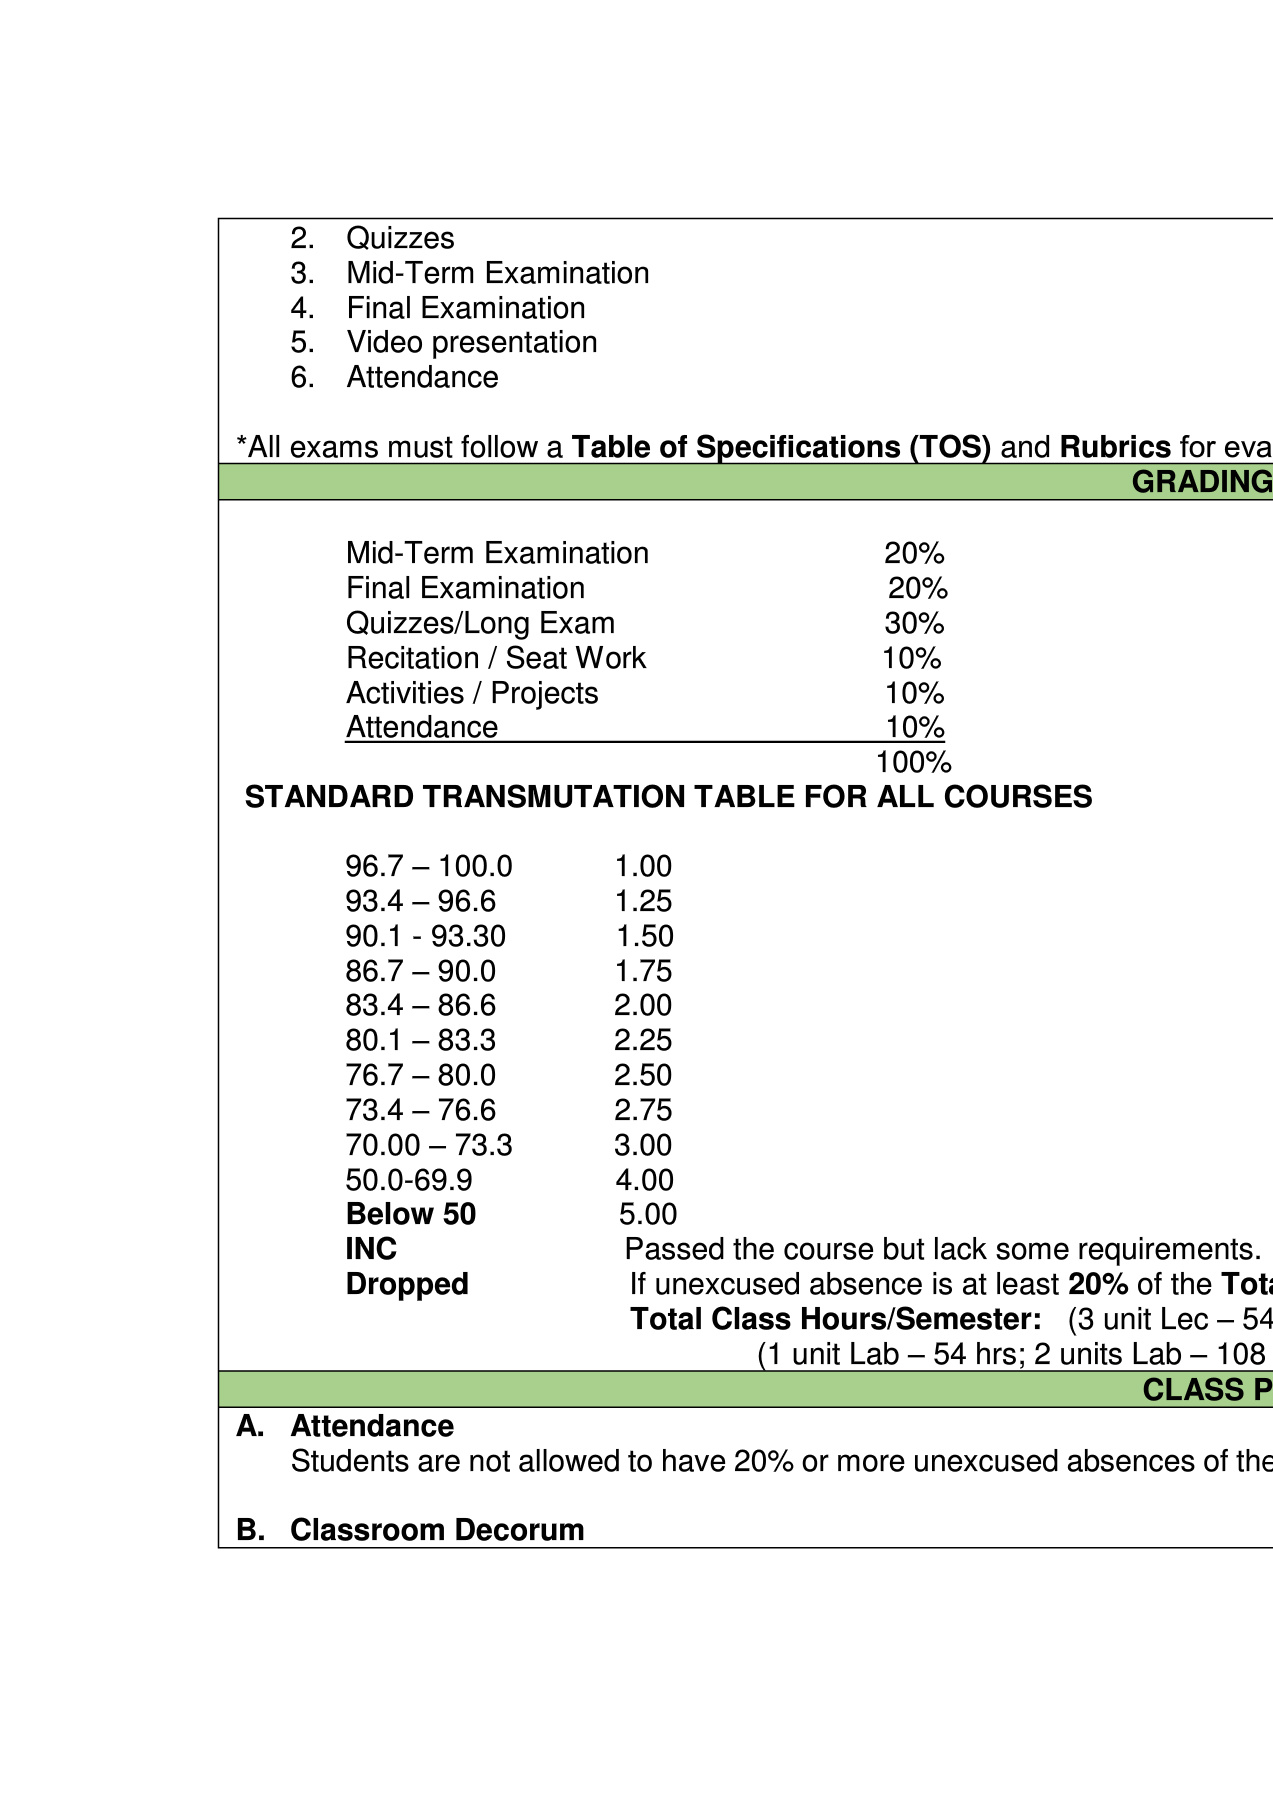 2. Quizzes
3. Mid-Term Examination
4. Final Examination
5. Video presentation
6. Attendance
*All exams must follow a Table of Specifications (TOS) and Rubrics for eva
GRADING
Mid-Term Examination 20%
Final Examination 20%
Quizzes/Long Exam 30%
Recitation / Seat Work 10%
Activities / Projects 10%
Attendance 10%
100%
STANDARD TRANSMUTATION TABLE FOR ALL COURSES
96.7 – 100.0 1.00
93.4 – 96.6 1.25
90.1 - 93.30 1.50
86.7 – 90.0 1.75
83.4 – 86.6 2.00
80.1 – 83.3 2.25
76.7 – 80.0 2.50
73.4 – 76.6 2.75
70.00 – 73.3 3.00
50.0-69.9 4.00
Below 50 5.00
INC Passed the course but lack some requirements.
Dropped If unexcused absence is at least 20% of the Tota
Total Class Hours/Semester: (3 unit Lec – 54
(1 unit Lab – 54 hrs; 2 units Lab – 108
CLASS P
A. Attendance
Students are not allowed to have 20% or more unexcused absences of the
B. Classroom Decorum